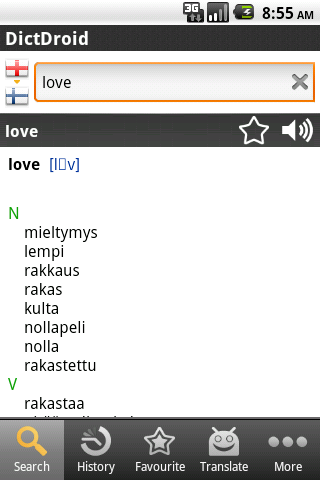 3G 8:55 AM
DictDroid
love
love
love [l▯v]
N
mieltymys
lempi
rakkaus
rakas
kulta
nollapeli
nolla
rakastettu
V
rakastaa
Search History Favourite Translate More